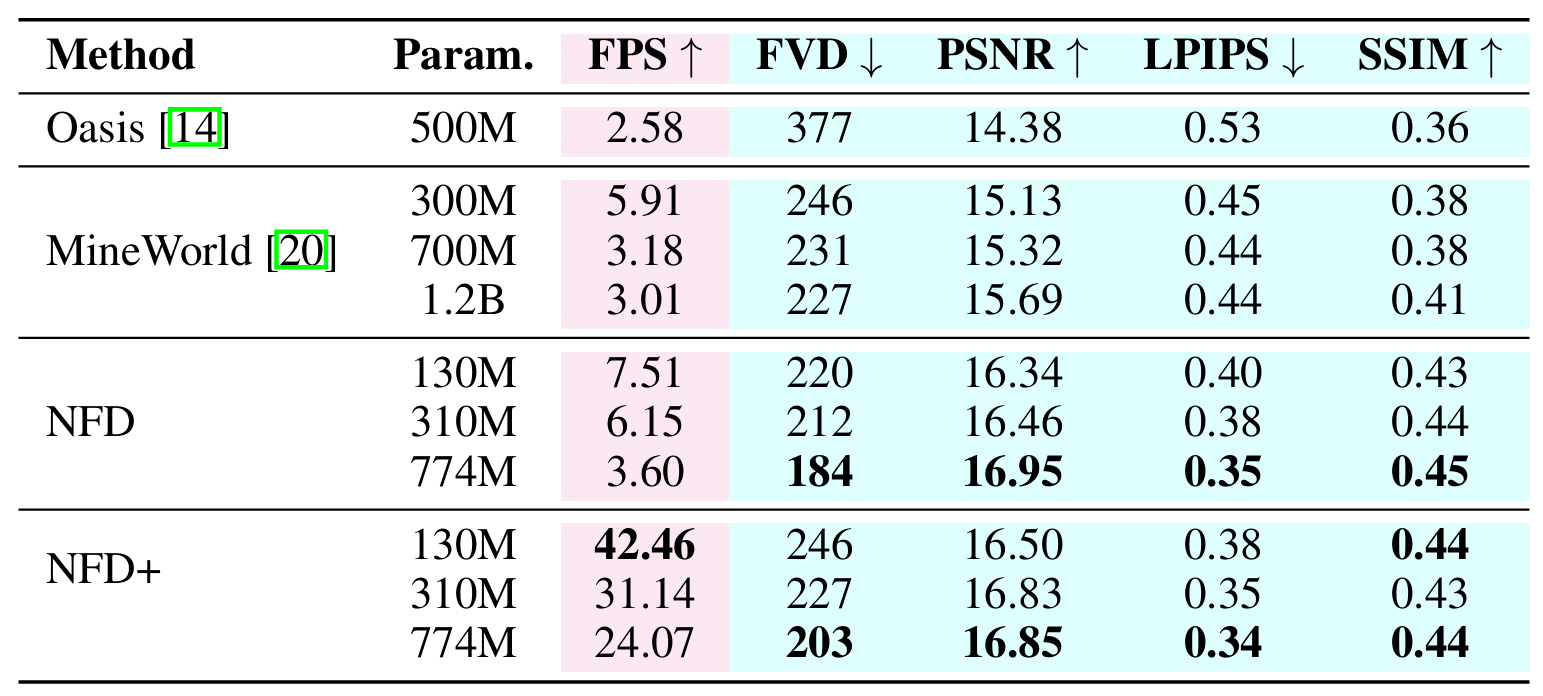 Method Param. FPS ↑ FVD ↓ PSNR ↑ LPIPS ↓ SSIM ↑
Oasis [14] 500M 2.58 377 14.38 0.53 0.36
300M 5.91 246 15.13 0.45 0.38
MineWorld [20] 700M 3.18 231 15.32 0.44 0.38
1.2B 3.01 227 15.69 0.44 0.41
130M 7.51 220 16.34 0.40 0.43
NFD 310M 6.15 212 16.46 0.38 0.44
774M 3.60 184 16.95 0.35 0.45
NFD+ 130M 42.46 246 16.50 0.38 0.44
310M 31.14 227 16.83 0.35 0.43
774M 24.07 203 16.85 0.34 0.44